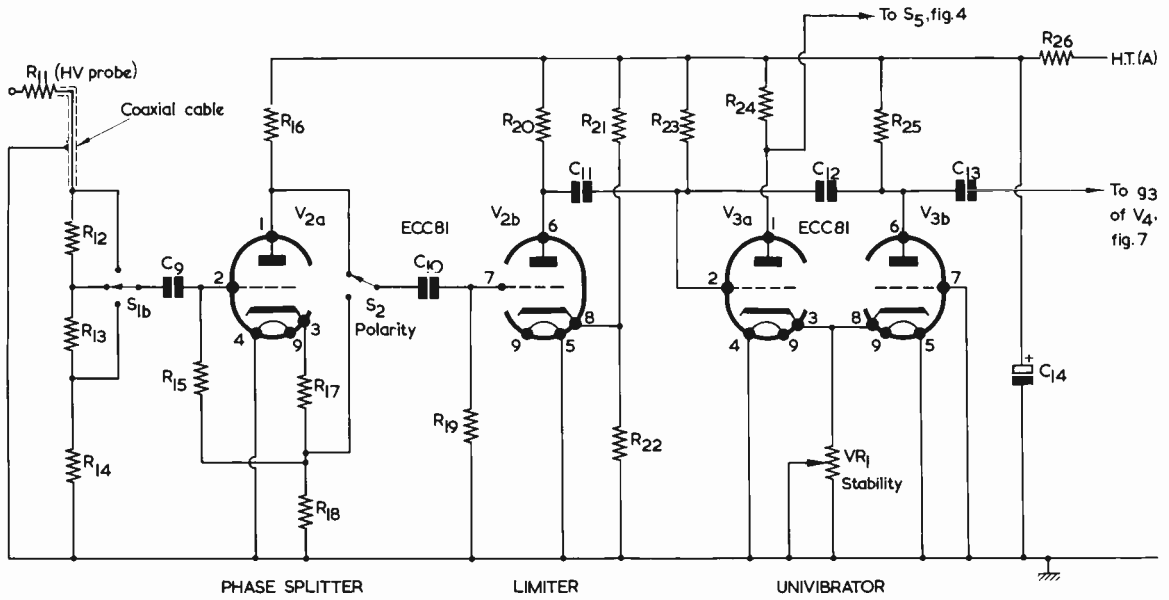 To S5, fig.4
R26
H.T.(A)
R11 (HV probe)
Coaxial cable
R16
R20
R21
R23
R24
R25
C11
C12
C13
To g3
of V4,
fig.7
R12
1
V2a
ECC81
V2b
6
V3a
1
ECC81
V3b
6
C9
2
C10
7
2
7
S1b
S2
Polarity
R13
3
4
9
8
9
5
3
4
9
8
9
5
+
C14
R15
R17
R19
R22
VR1
Stability
R14
R18
PHASE SPLITTER
LIMITER
UNIVIBRATOR